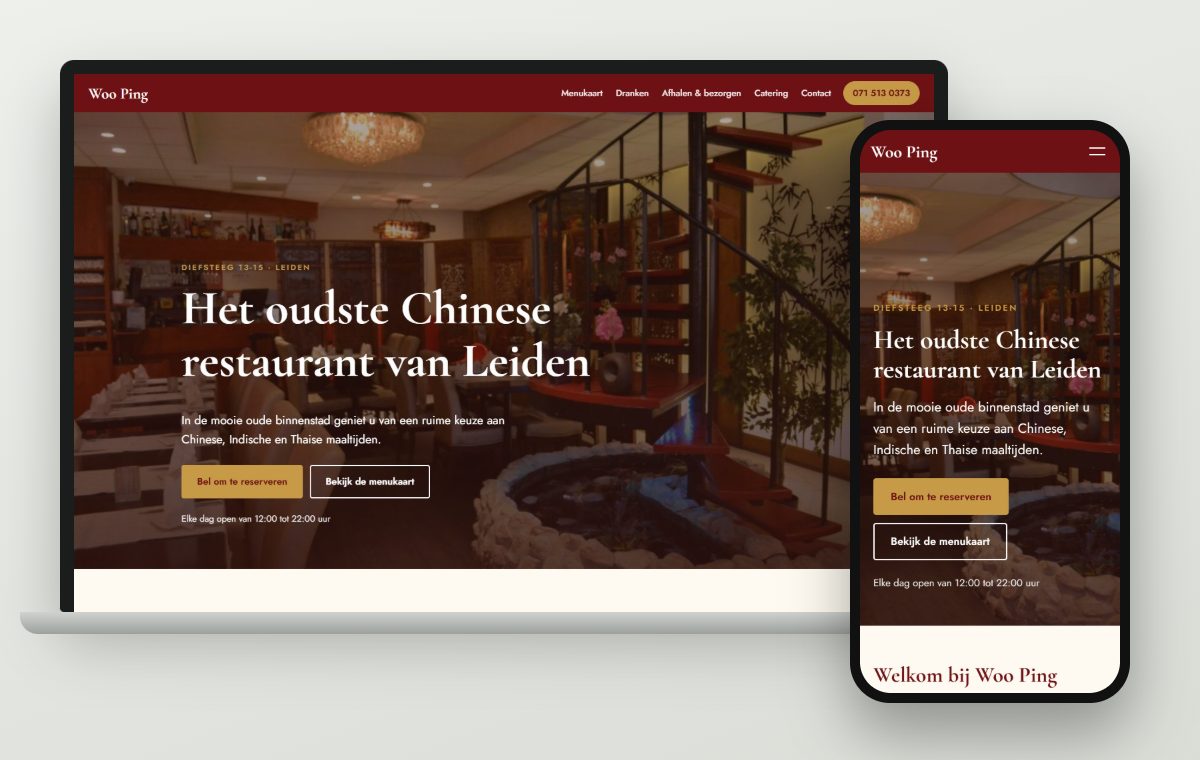 Woo Ping
Menukaart Dranken Afhalen & bezorgen Catering Contact 071 513 0373
DIEFSTEEG 13-15 · LEIDEN
Het oudste Chinese
restaurant van Leiden
In de mooie oude binnenstad geniet u van een ruime keuze aan
Chinese, Indische en Thaise maaltijden.
Bel om te reserveren
Bekijk de menukaart
Elke dag open van 12:00 tot 22:00 uur
Woo Ping
DIEFSTEEG 13-15 · LEIDEN
Het oudste Chinese
restaurant van Leiden
In de mooie oude binnenstad geniet u
van een ruime keuze aan Chinese,
Indische en Thaise maaltijden.
Bel om te reserveren
Bekijk de menukaart
Elke dag open van 12:00 tot 22:00 uur
Welkom bij Woo Ping